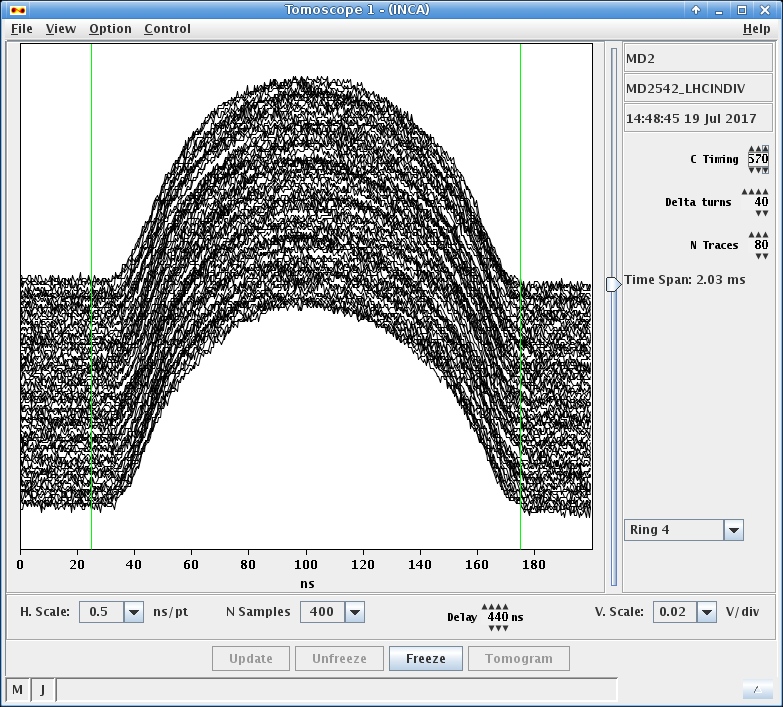 Tomoscope 1 - (INCA)
File View Option Control Help
MD2
MD2542_LHCINDIV
14:48:45 19 Jul 2017
C Timing 570
Delta turns 40
N Traces 80
Time Span: 2.03 ms
Ring 4
0 20 40 60 80 100 120 140 160 180
ns
H. Scale: 0.5 ns/pt N Samples 400 Delay 440 ns V. Scale: 0.02 V/div
Update Unfreeze Freeze Tomogram
M J